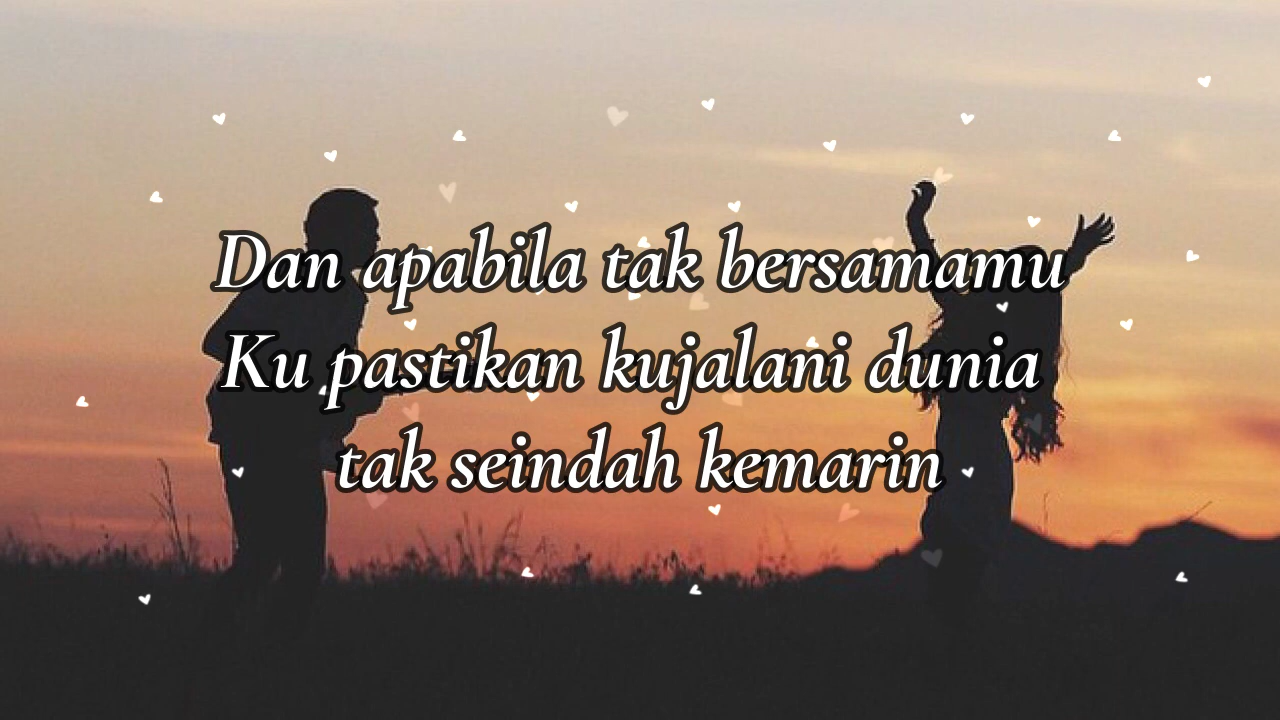 Dan apabila tak bersamamu
Ku pastikan kujalani dunia
tak seindah kemarin